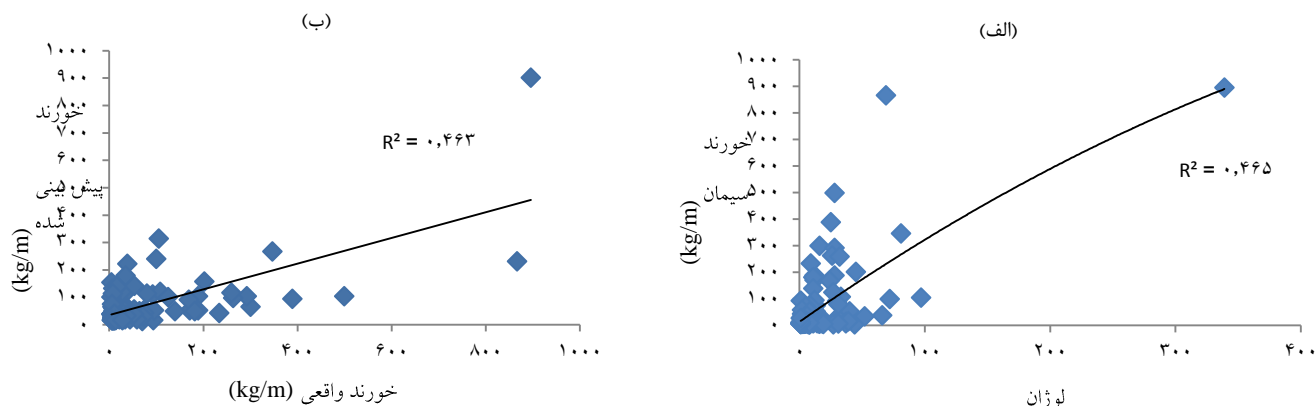 (الف)
۱۰۰۰
۹۰۰
۸۰۰
۷۰۰
۶۰۰
۵۰۰
۴۰۰
۳۰۰
۲۰۰
۱۰۰
۰
خورند
سیمان
(kg/m)
R² = ۰,۴۶۵
۰
۱۰۰
۲۰۰
۳۰۰
۴۰۰
لوژان
(ب)
۱۰۰۰
۹۰۰
۸۰۰
۷۰۰
۶۰۰
۵۰۰
۴۰۰
۳۰۰
۲۰۰
۱۰۰
۰
خورند
پیش بینی
شده
(kg/m)
R² = ۰,۴۶۳
۰
۲۰۰
۴۰۰
۶۰۰
۸۰۰
۱۰۰۰
خورند واقعی (kg/m)